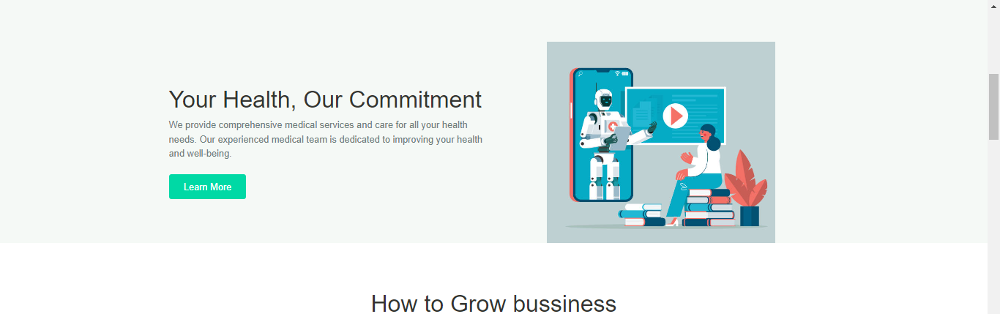 Your Health, Our Commitment
We provide comprehensive medical services and care for all your health
needs. Our experienced medical team is dedicated to improving your health
and well-being.
Learn More
How to Grow bussiness